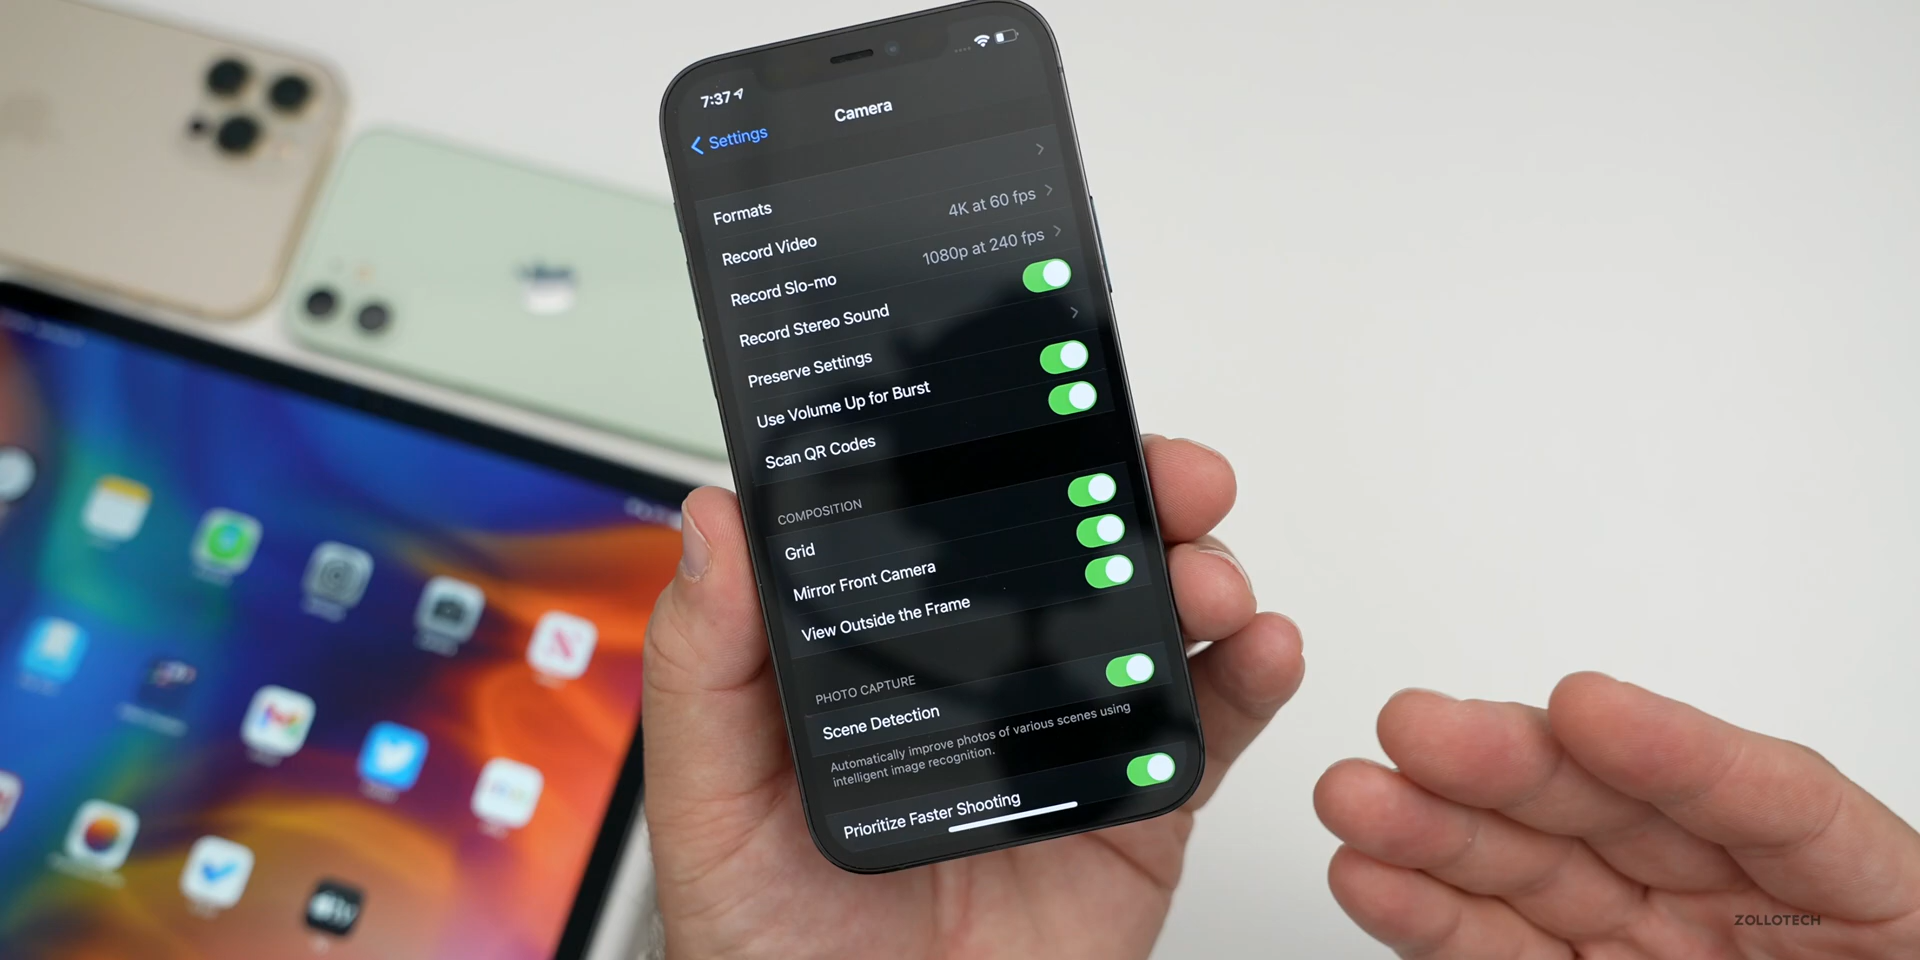 7:37
Settings
Camera
Formats
Record Video 4K at 60 fps
Record Slo-mo 1080p at 240 fps
Record Stereo Sound
Preserve Settings
Use Volume Up for Burst
Scan QR Codes
COMPOSITION
Grid
Mirror Front Camera
View Outside the Frame
PHOTO CAPTURE
Scene Detection
Automatically improve photos of various scenes using
intelligent image recognition.
Prioritize Faster Shooting
ZOLLOTECH